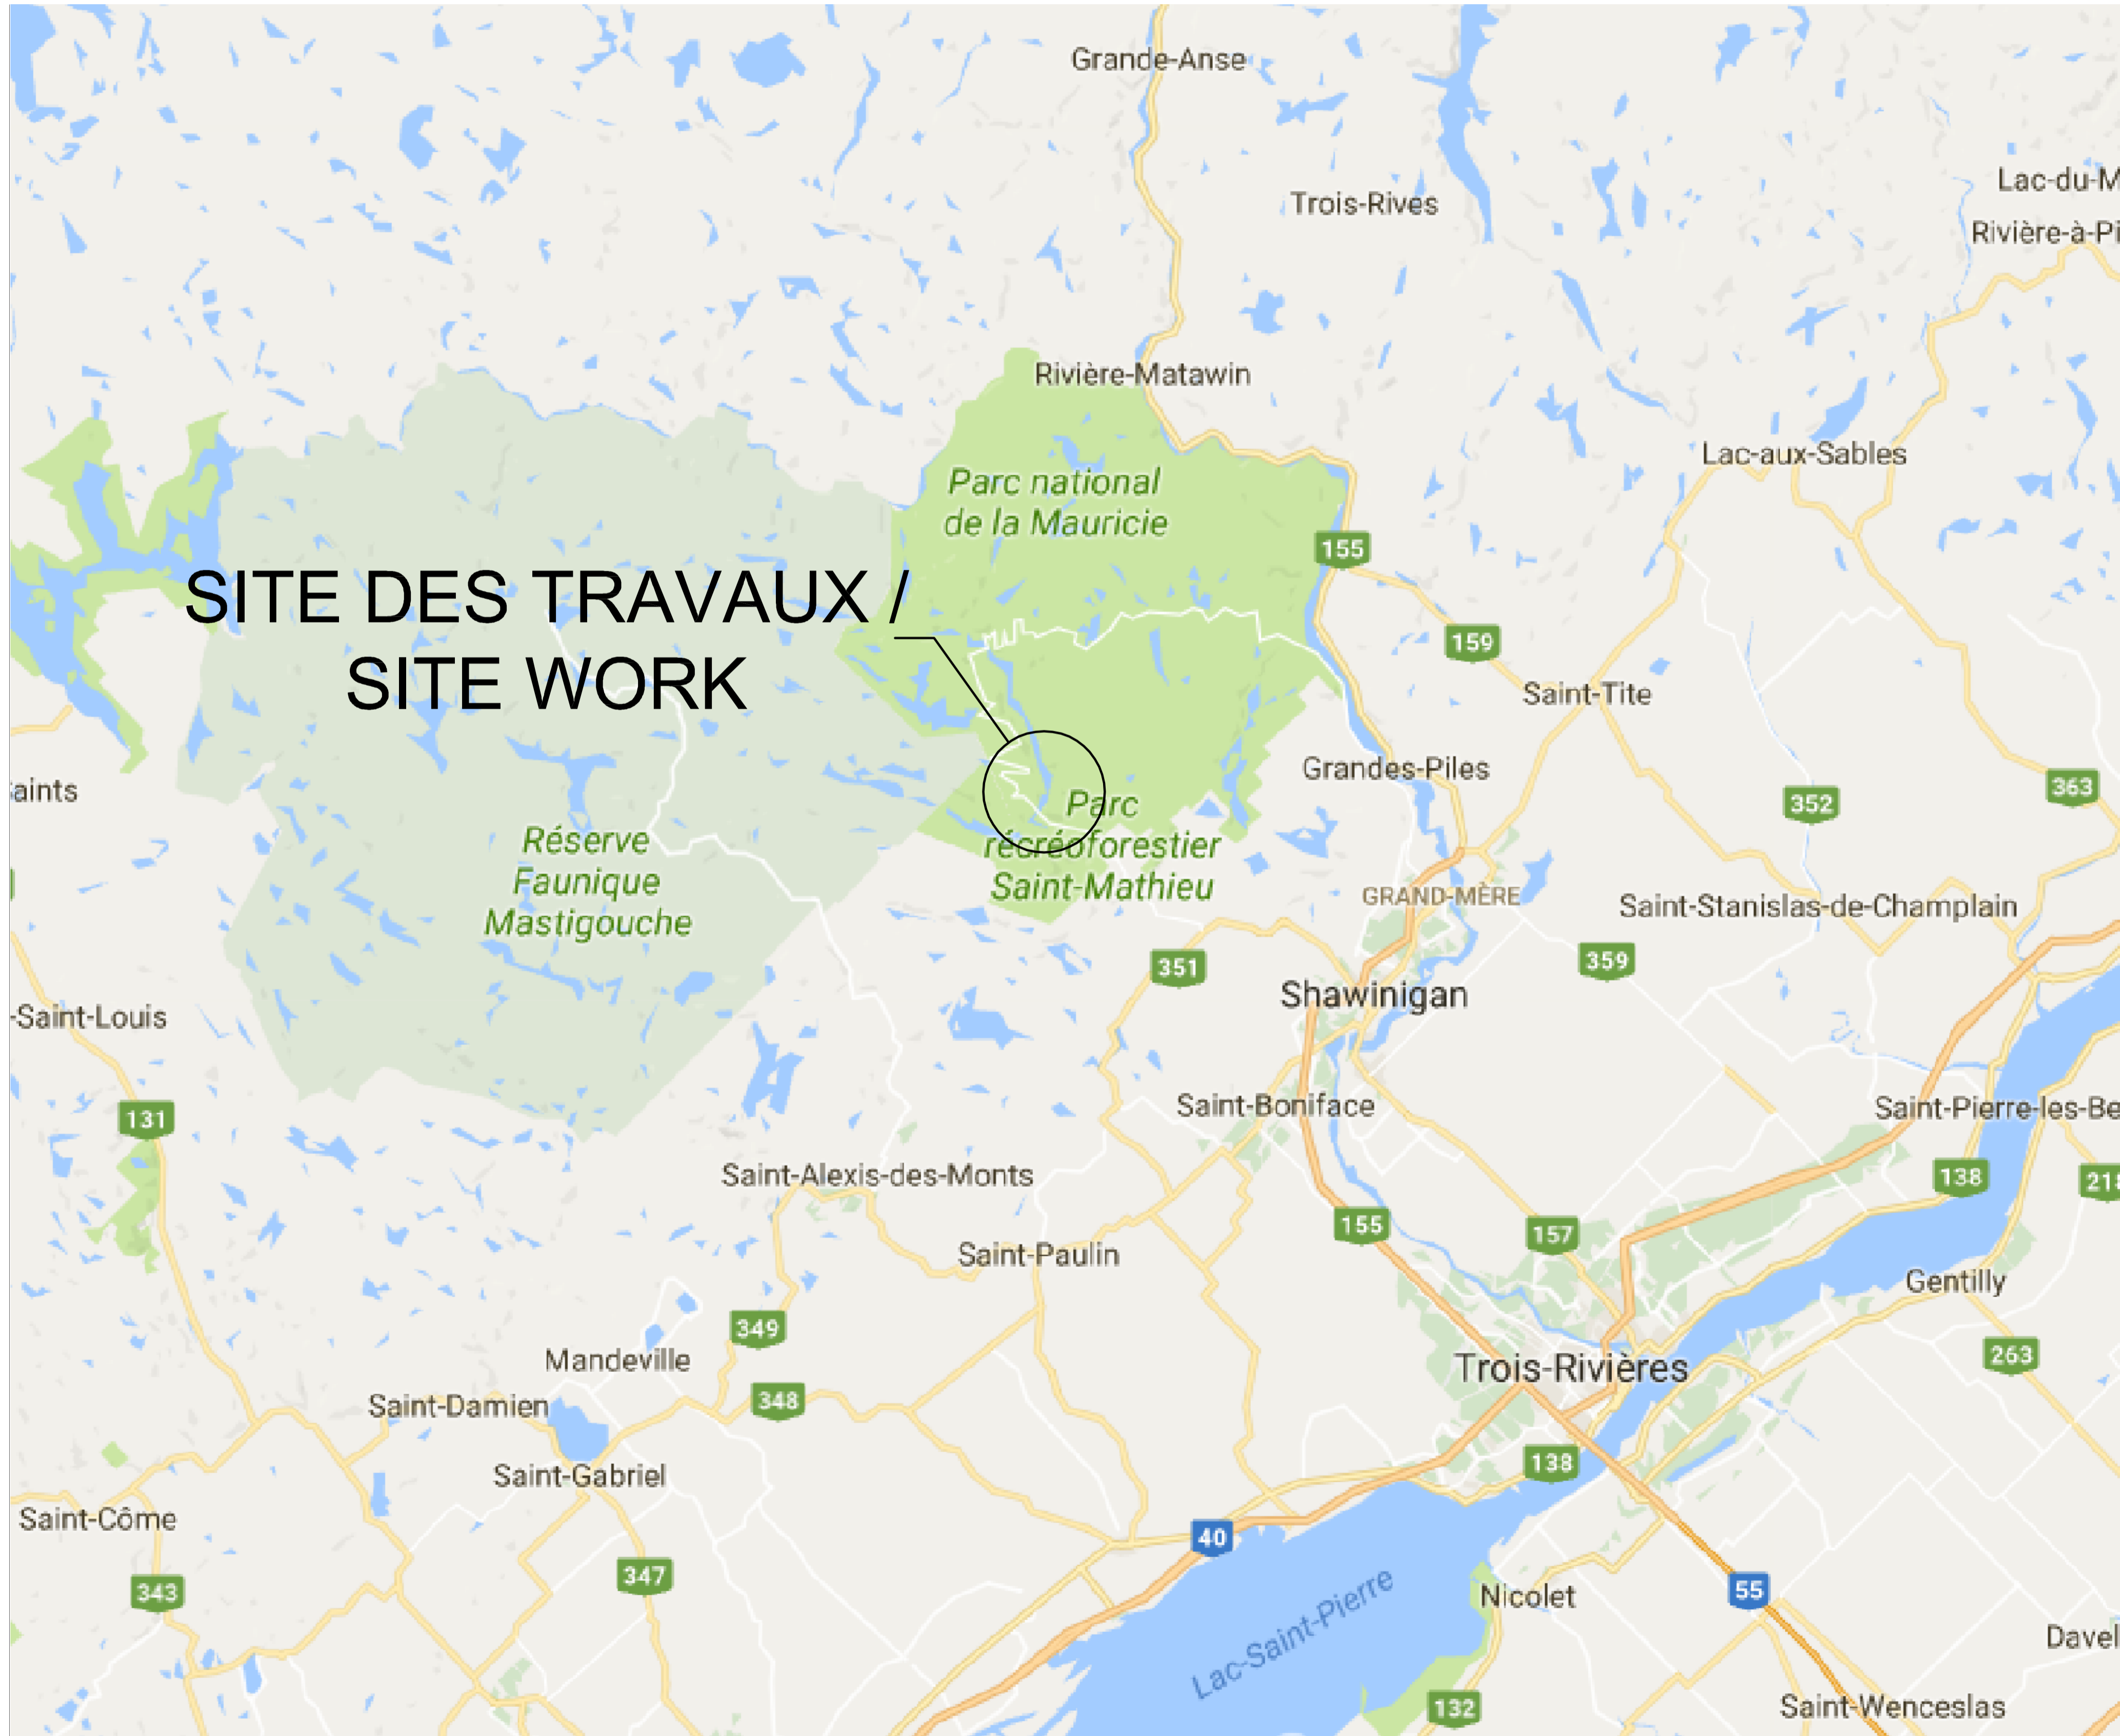 Grande-Anse
Trois-Rives
Lac-du-M
Rivière-à-Pi
Rivière-Matawin
Lac-aux-Sables
Parc national
de la Mauricie
155
SITE DES TRAVAUX /
SITE WORK
159
Saint-Tite
Grandes-Piles
aints
363
352
Parc
récréoforestier
Saint-Mathieu
Réserve
Faunique
Mastigouche
GRAND-MÈRE
Saint-Stanislas-de-Champlain
351
359
Shawinigan
-Saint-Louis
131
Saint-Boniface
Saint-Pierre-les-Be
Saint-Alexis-des-Monts
138
218
155
157
Saint-Paulin
Gentilly
349
263
Mandeville
Trois-Rivières
348
Saint-Damien
138
Saint-Gabriel
Saint-Côme
40
347
343
55
Nicolet
Lac-Saint-Pierre
Davel
132
Saint-Wenceslas